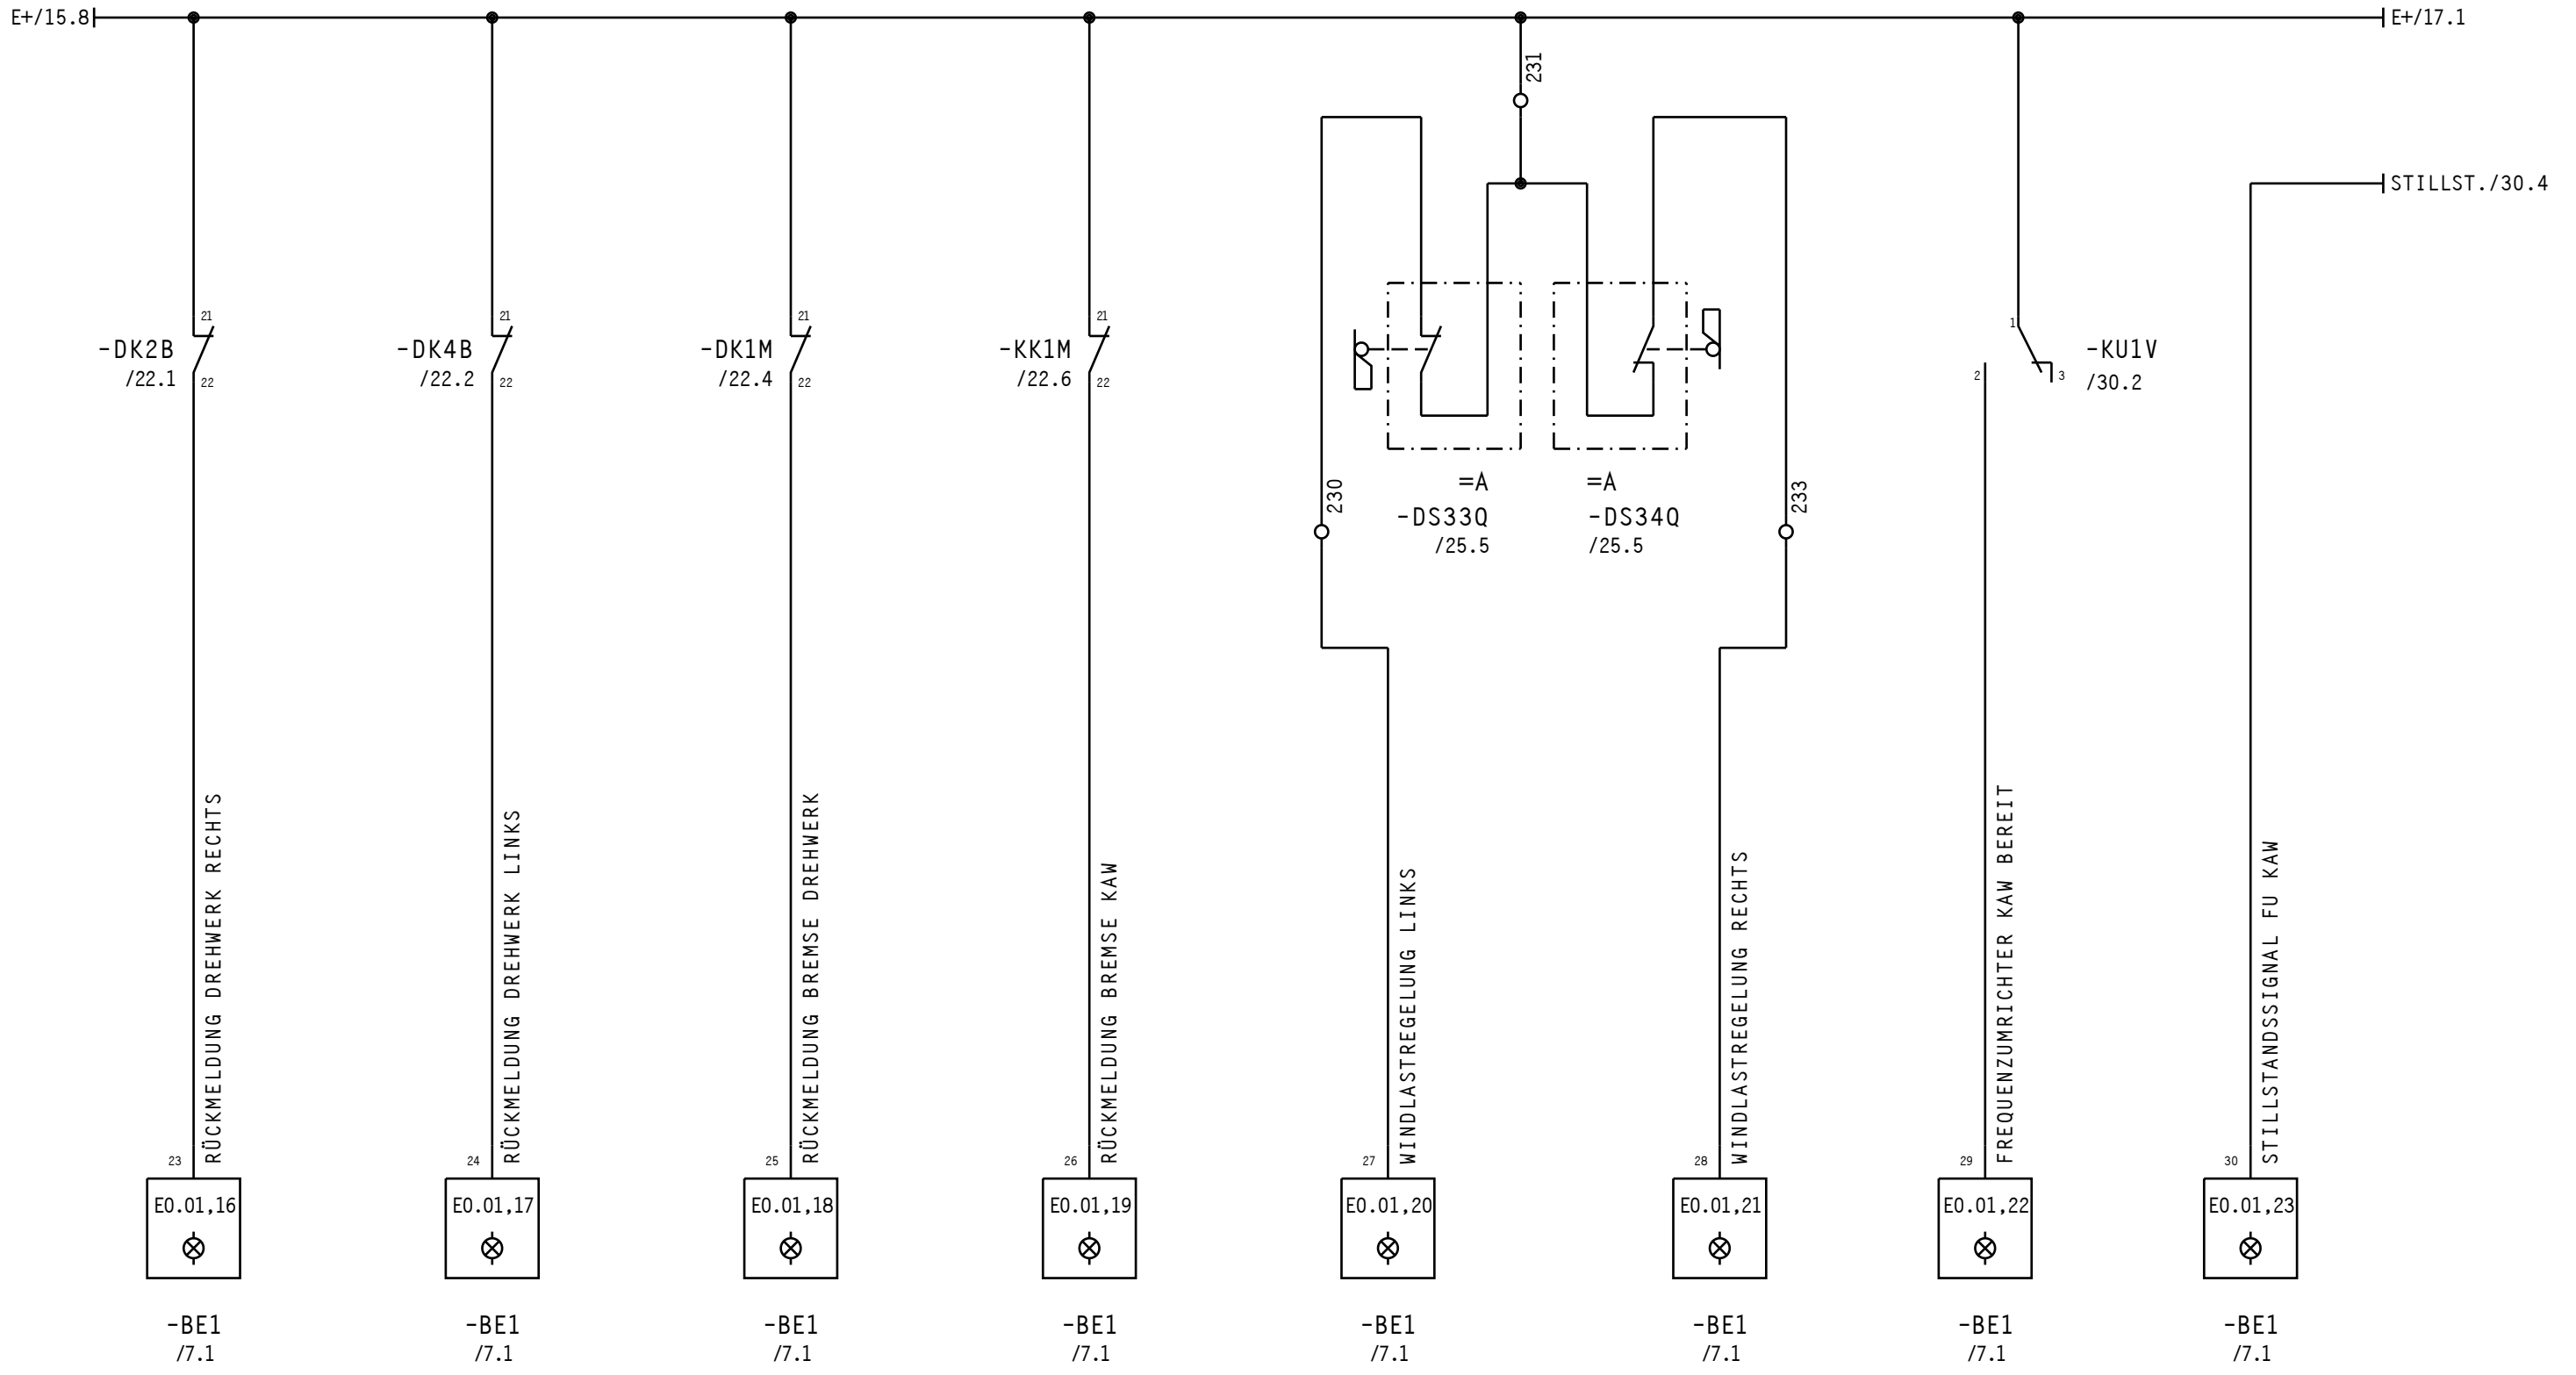 E+/15.8
E+/17.1
231
STILLST./30.4
21
-DK2B
/22.1
22
21
-DK4B
/22.2
22
21
-DK1M
/22.4
22
21
-KK1M
/22.6
22
1
2
3
-KU1V
/30.2
230
=A
-DS33Q
/25.5
=A
-DS34Q
/25.5
233
RÜCKMELDUNG DREHWERK RECHTS
RÜCKMELDUNG DREHWERK LINKS
RÜCKMELDUNG BREMSE DREHWERK
RÜCKMELDUNG BREMSE KAW
WINDLASTREGELUNG LINKS
WINDLASTREGELUNG RECHTS
FREQUENZUMRICHTER KAW BEREIT
STILLSTANDSSIGNAL FU KAW
23
24
25
26
27
28
29
30
E0.01,16
E0.01,17
E0.01,18
E0.01,19
E0.01,20
E0.01,21
E0.01,22
E0.01,23
-BE1
/7.1
-BE1
/7.1
-BE1
/7.1
-BE1
/7.1
-BE1
/7.1
-BE1
/7.1
-BE1
/7.1
-BE1
/7.1